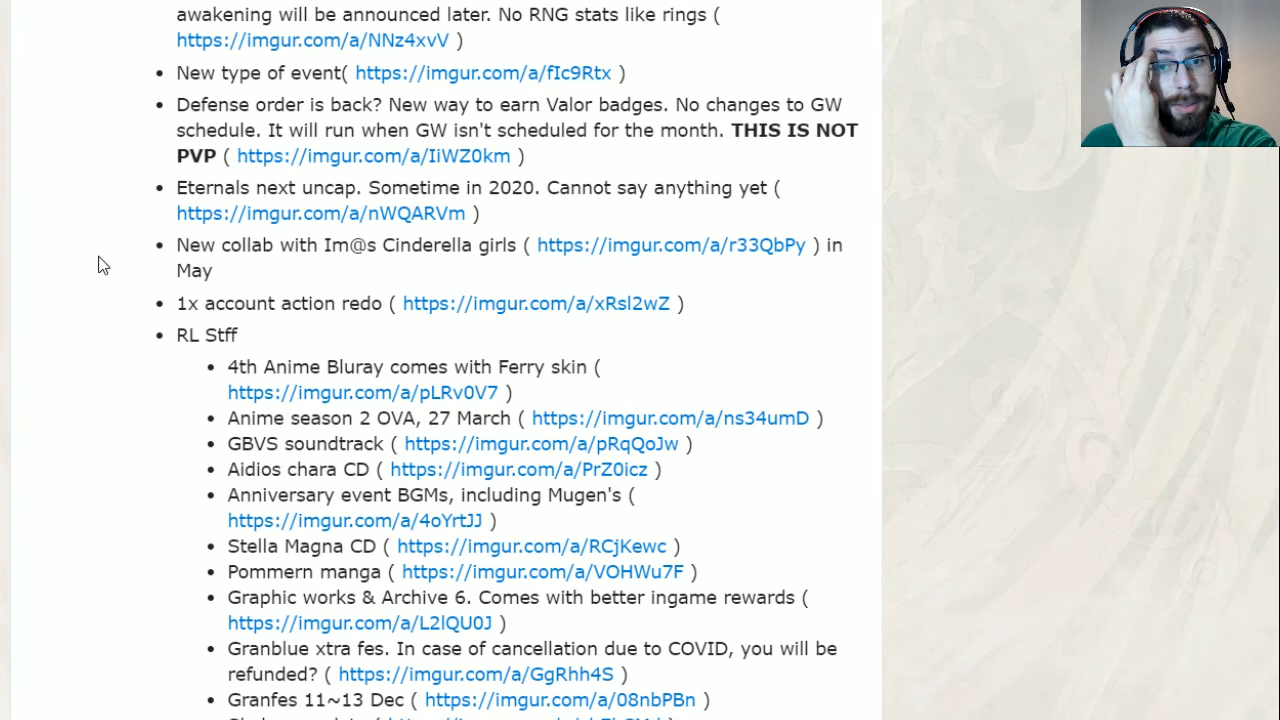 awakening will be announced later. No RNG stats like rings (
https://imgur.com/a/NNz4xvV )
New type of event( https://imgur.com/a/fIc9Rtx )
Defense order is back? New way to earn Valor badges. No changes to GW
schedule. It will run when GW isn't scheduled for the month. THIS IS NOT
PVP ( https://imgur.com/a/IiWZ0km )
Eternals next uncap. Sometime in 2020. Cannot say anything yet (
https://imgur.com/a/nWQARVm )
New collab with Im@s Cinderella girls ( https://imgur.com/a/r33QbPy ) in
May
1x account action redo ( https://imgur.com/a/xRsl2wZ )
RL Stff
4th Anime Bluray comes with Ferry skin (
https://imgur.com/a/pLRv0V7 )
Anime season 2 OVA, 27 March ( https://imgur.com/a/ns34umD )
GBVS soundtrack ( https://imgur.com/a/pRqQoJw )
Aidios chara CD ( https://imgur.com/a/PrZ0icz )
Anniversary event BGMs, including Mugen's (
https://imgur.com/a/4oYrtJJ )
Stella Magna CD ( https://imgur.com/a/RCjKewc )
Pommern manga ( https://imgur.com/a/VOHWu7F )
Graphic works & Archive 6. Comes with better ingame rewards (
https://imgur.com/a/L2lQU0J )
Granblue xtra fes. In case of cancellation due to COVID, you will be
refunded? ( https://imgur.com/a/GgRhh4S )
Granfes 11~13 Dec ( https://imgur.com/a/08nbPBn )